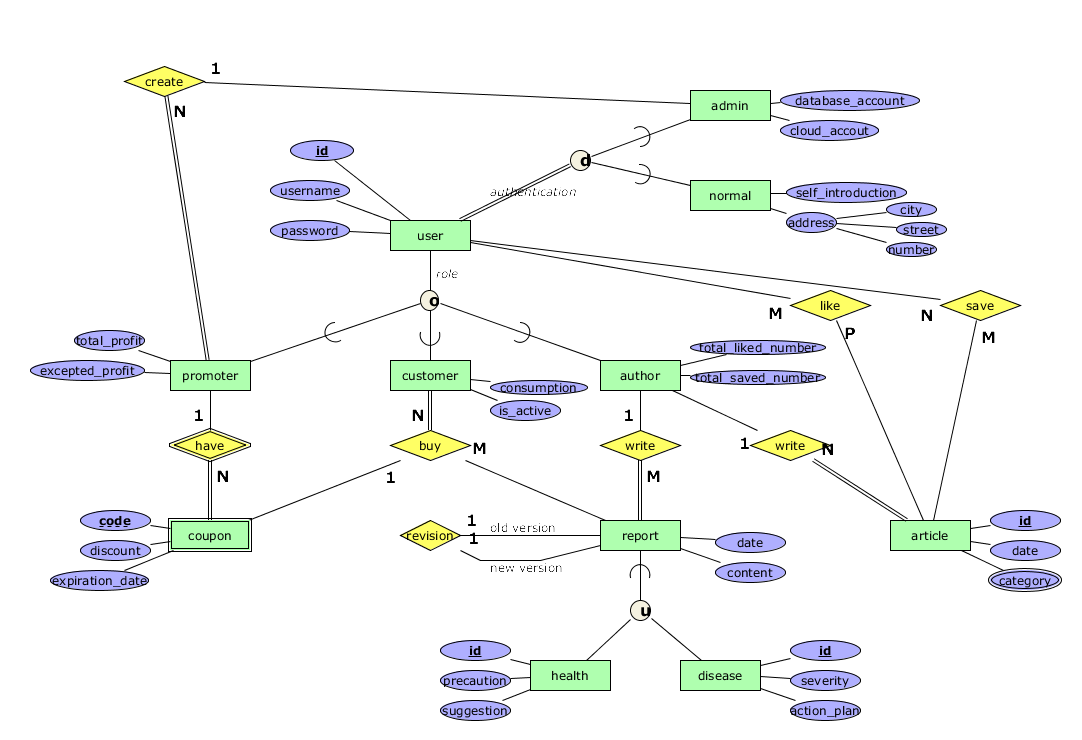 create
1
N
admin
database_account
cloud_accout
id
d
username
authentication
normal
self_introduction
address
city
street
number
password
user
role
o
like
save
M
N
P
M
total_profit
excepted_profit
promoter
customer
consumption
is_active
author
total_liked_number
total_saved_number
1
N
1
have
buy
M
write
1
write
N
N
1
M
code
discount
expiration_date
coupon
revision
1
old version
1
new version
report
date
content
article
id
date
category
u
id
precaution
suggestion
health
disease
id
severity
action_plan